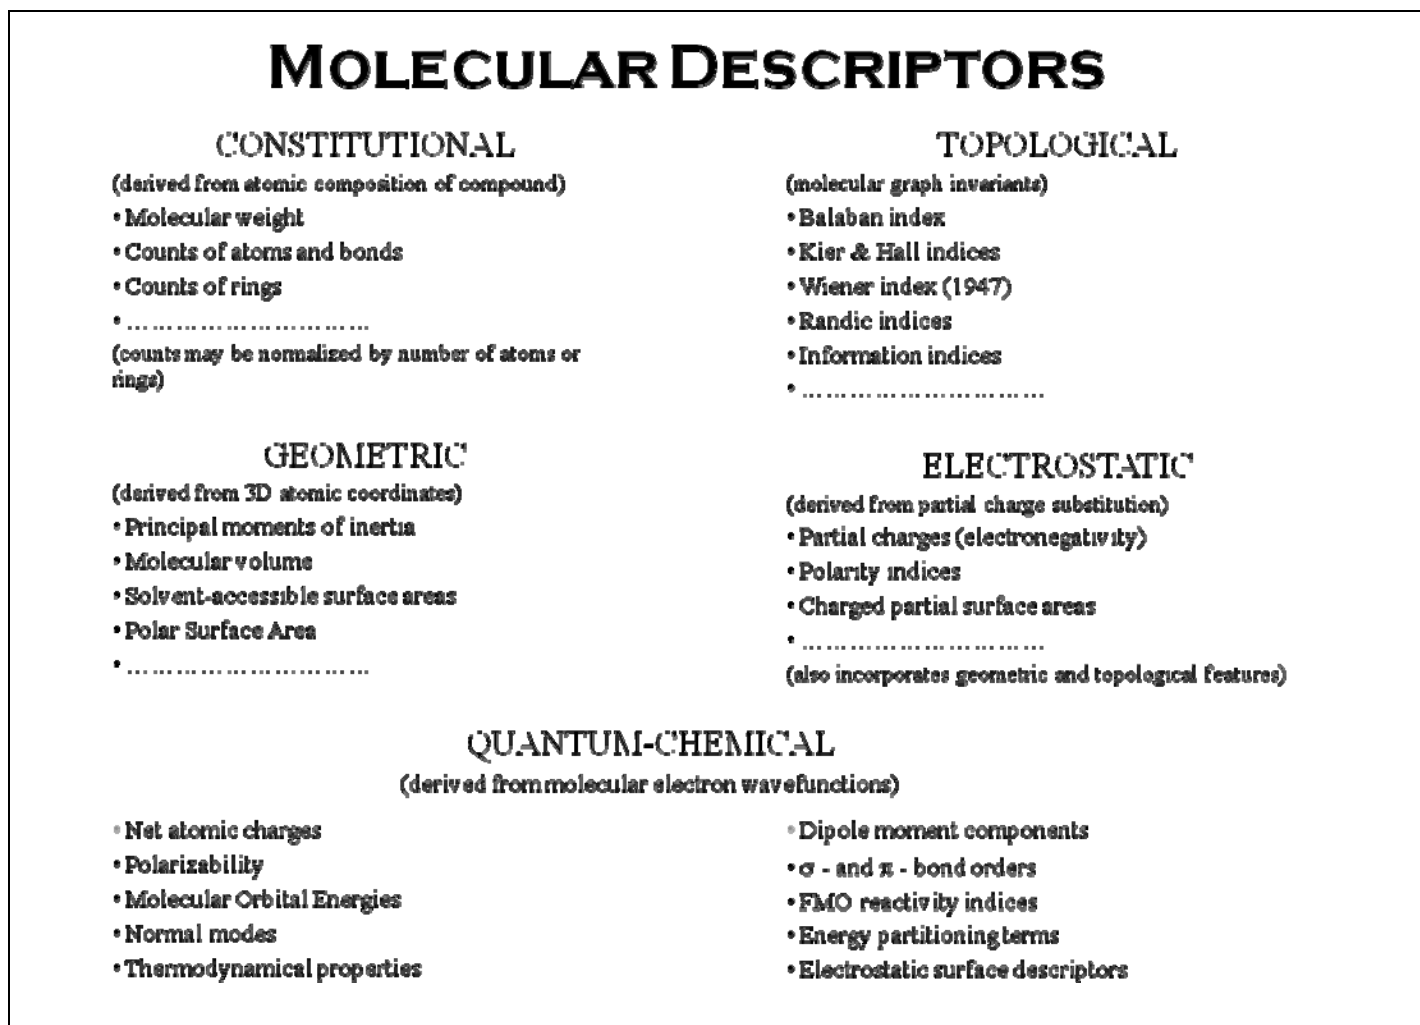 MOLECULAR DESCRIPTORS
CONSTITUTIONAL
(derived from atomic composition of compound)
• Molecular weight
• Counts of atoms and bonds
• Counts of rings
• ..............................
(counts may be normalized by number of atoms or
rings)
TOPOLOGICAL
(molecular graph invariants)
• Balaban index
• Kier & Hall indices
• Wiener index (1947)
• Randic indices
• Information indices
• ..............................
GEOMETRIC
(derived from 3D atomic coordinates)
• Principal moments of inertia
• Molecular volume
• Solvent-accessible surface areas
• Polar Surface Area
• ..............................
ELECTROSTATIC
(derived from partial charge substitution)
• Partial charges (electronegativity)
• Polarity indices
• Charged partial surface areas
• ..............................
(also incorporates geometric and topological features)
QUANTUM-CHEMICAL
(derived from molecular electron wavefunctions)
• Net atomic charges
• Polarizability
• Molecular Orbital Energies
• Normal modes
• Thermodynamical properties
• Dipole moment components
• σ - and π - bond orders
• FMO reactivity indices
• Energy partitioning terms
• Electrostatic surface descriptors